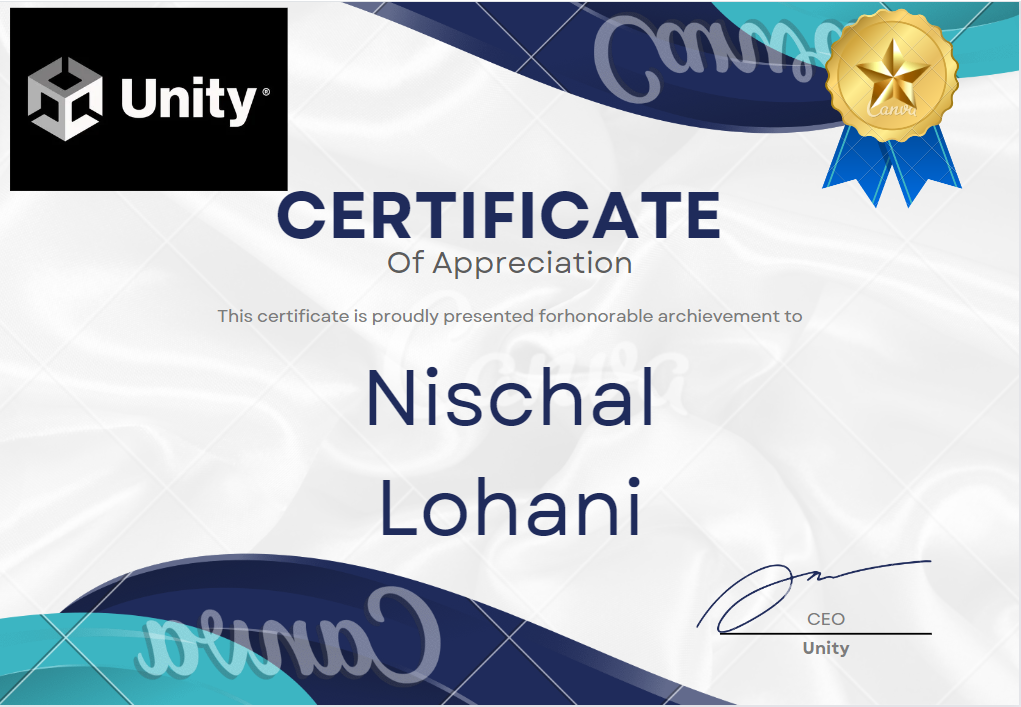 Canva
Unity®
Canva
CERTIFICATE
Of Appreciation
This certificate is proudly presented forhonorable archievement to
Canva
Nischal
Lohani
CEO
Canva
Unity